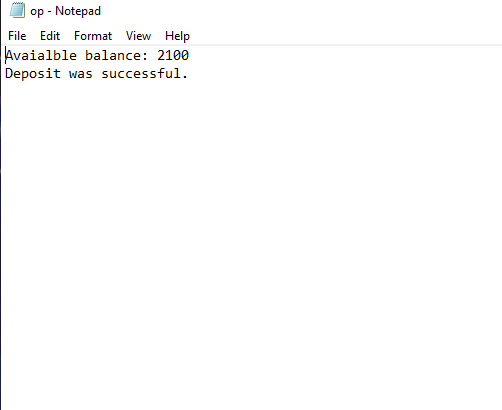 op - Notepad
File Edit Format View Help
Avaialble balance: 2100
Deposit was successful.